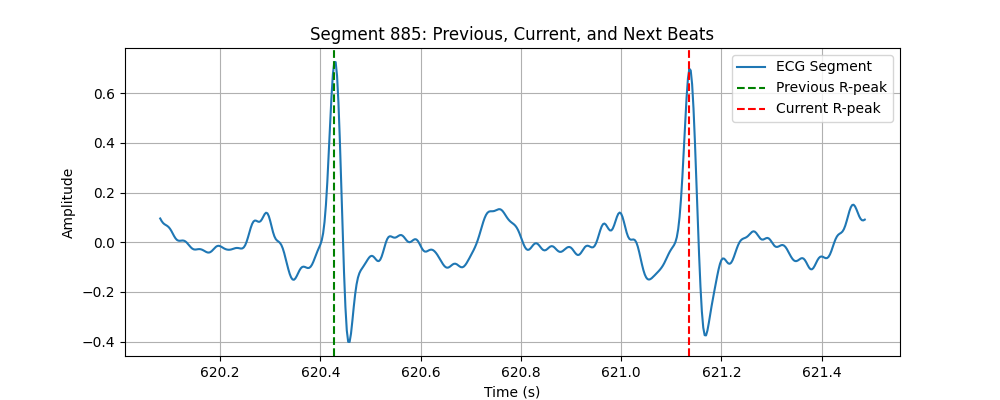 Segment 885: Previous, Current, and Next Beats
ECG Segment
Previous R-peak
Current R-peak
Amplitude
0.6
0.4
0.2
0.0
−0.2
−0.4
620.2 620.4 620.6 620.8 621.0 621.2 621.4
Time (s)